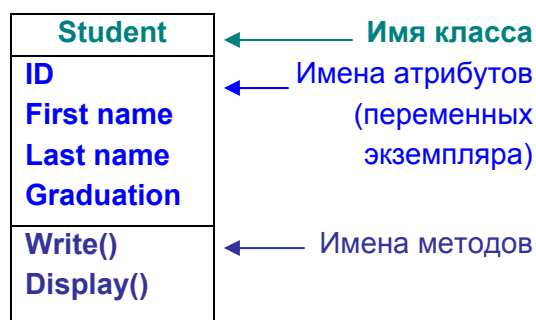 Student
Имя класса
ID
First name
Last name
Graduation
Имена атрибутов
(переменных
экземпляра)
Write()
Display()
Имена методов